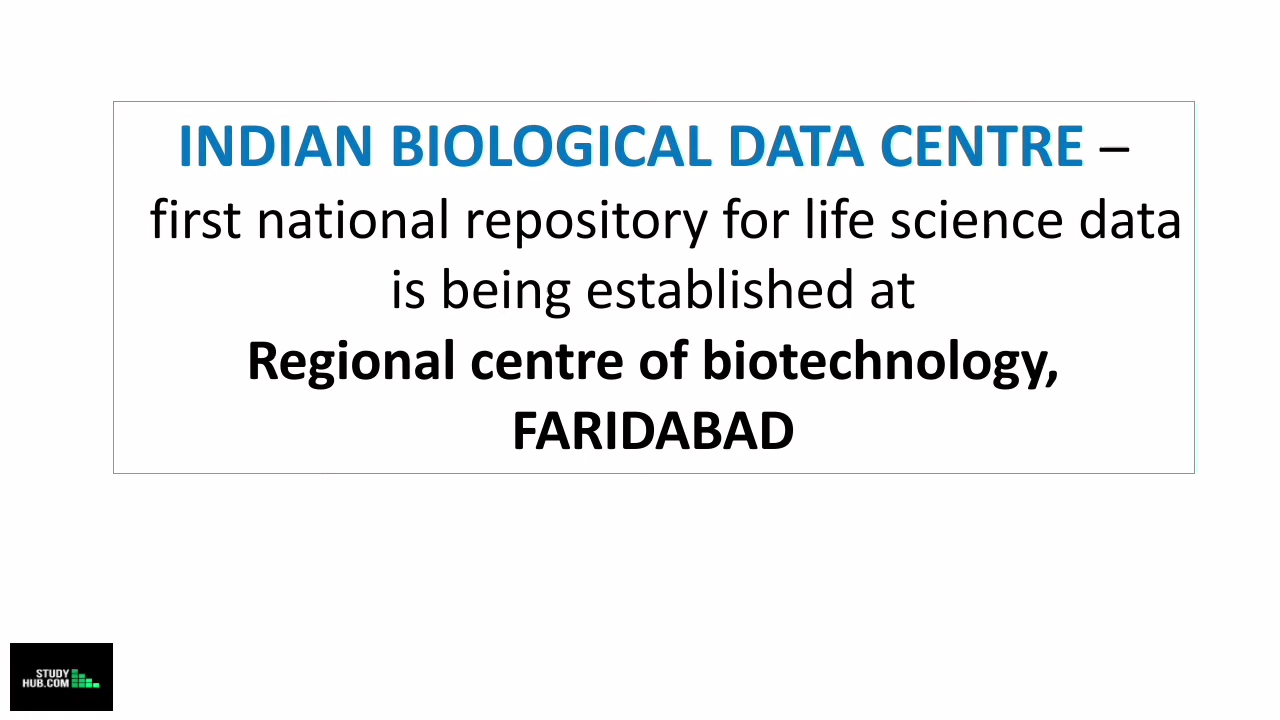 INDIAN BIOLOGICAL DATA CENTRE –
first national repository for life science data
is being established at
Regional centre of biotechnology,
FARIDABAD
STUDY
HUB.COM